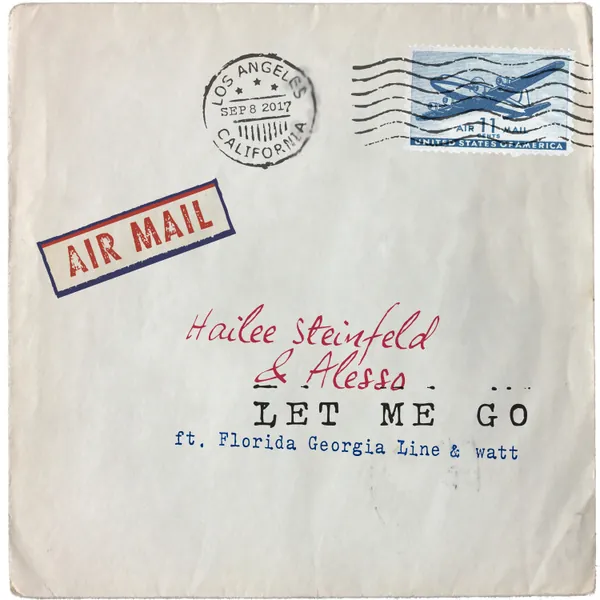 LOS ANGELES
SEP 8 2017
CALIFORNIA
AIR 11 MAIL
CENTS
UNITED STATES OF AMERICA
AIR MAIL
Hailee Steinfeld
& Alesso
LET ME GO
ft. Florida Georgia Line & watt